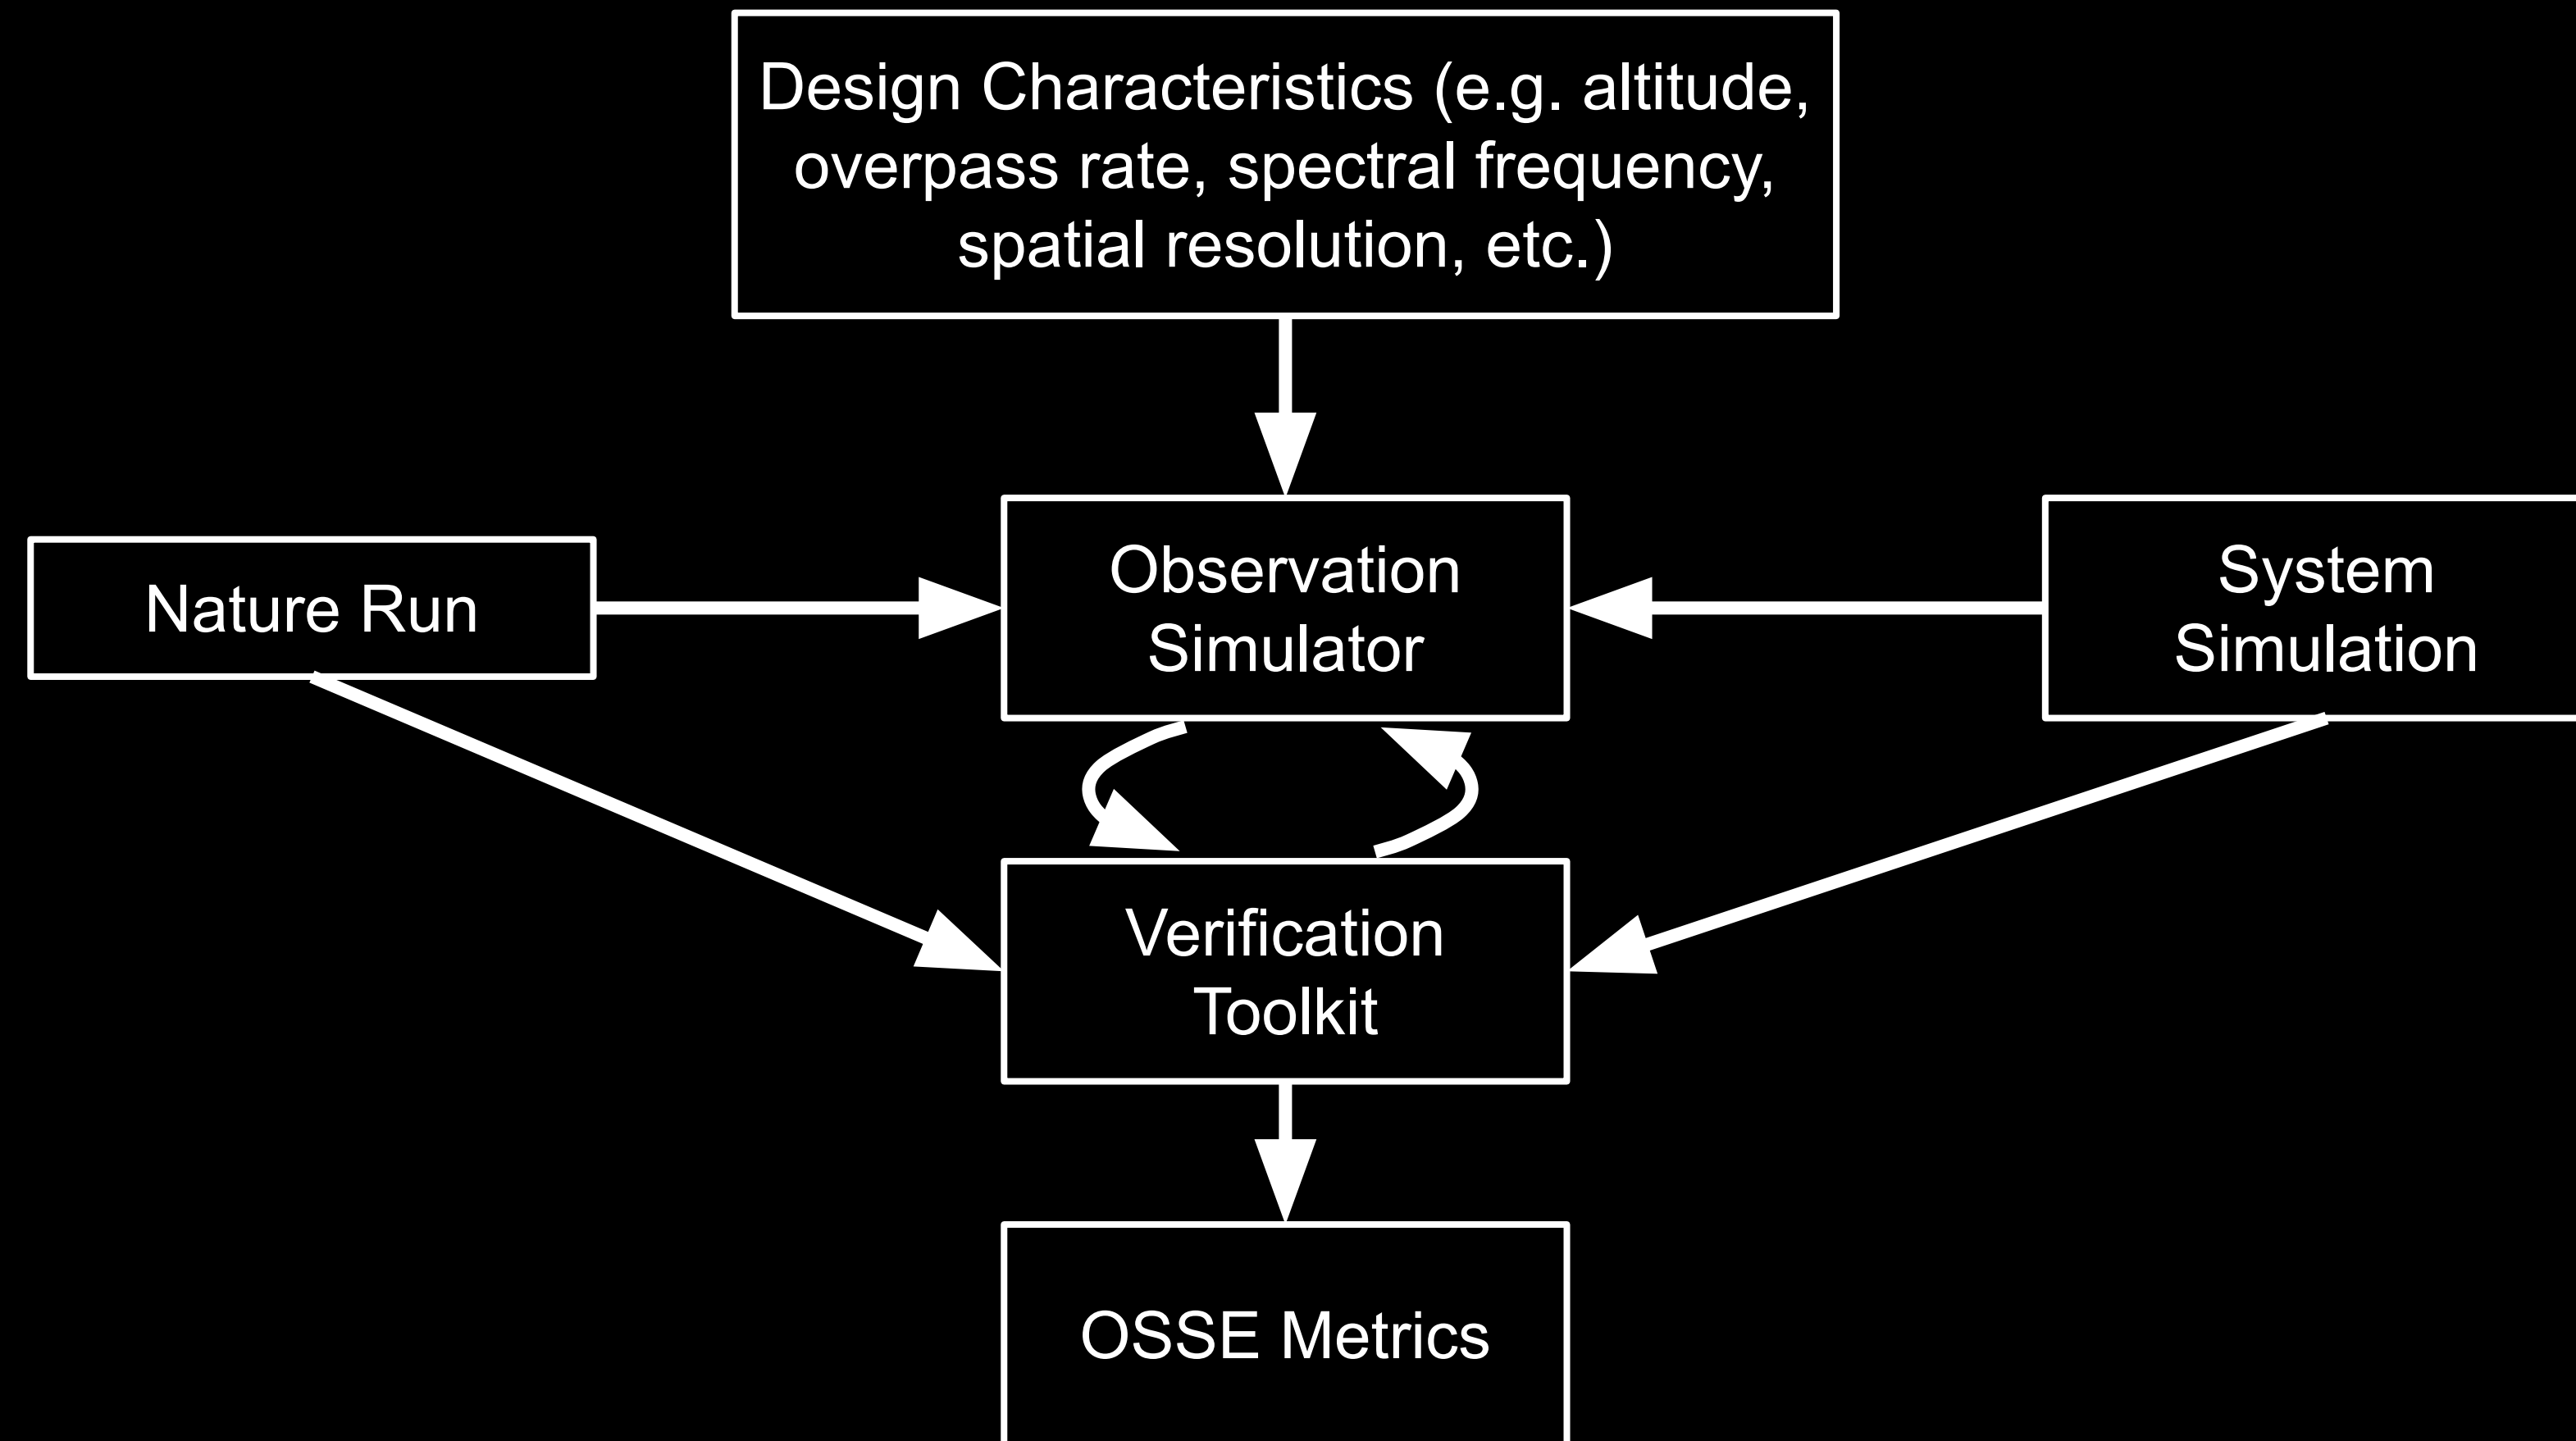 Design Characteristics (e.g. altitude,
overpass rate, spectral frequency,
spatial resolution, etc.)
Nature Run
Observation
Simulator
System
Simulation
Verification
Toolkit
OSSE Metrics